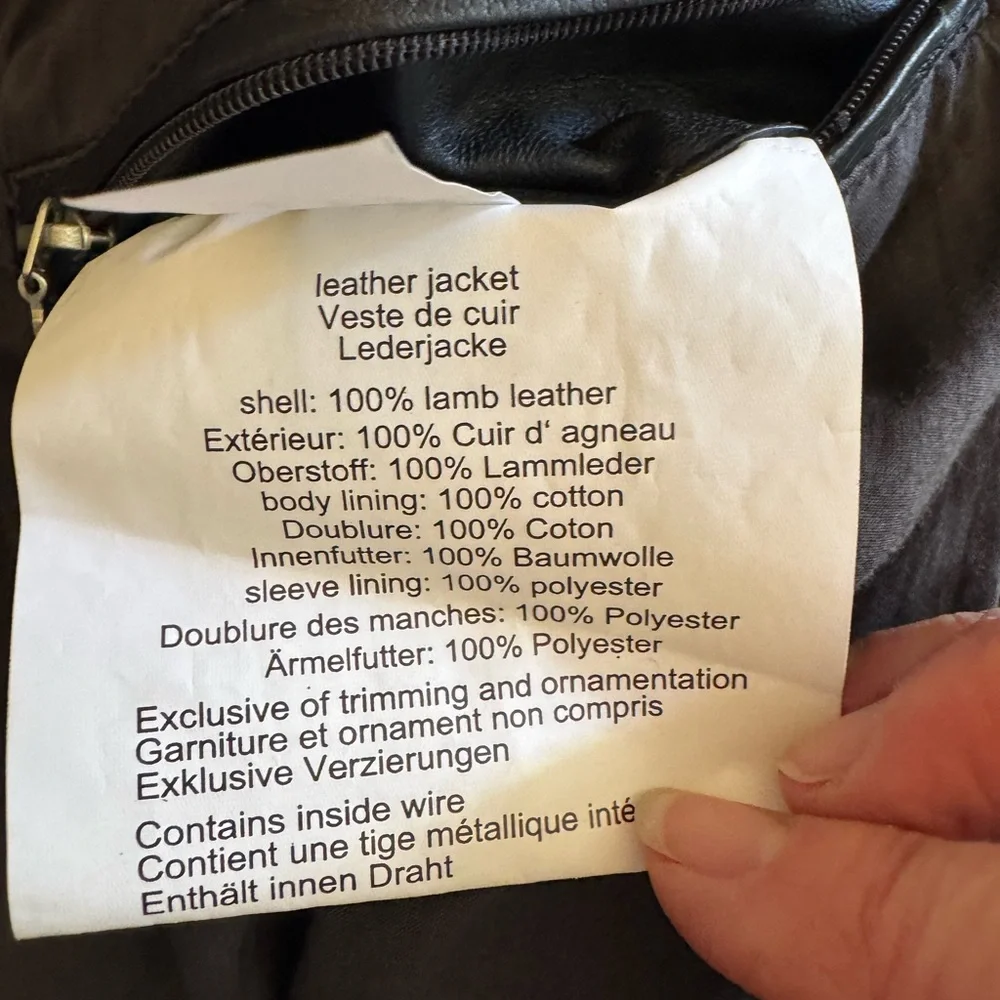 leather jacket
Veste de cuir
Lederjacke
shell: 100% lamb leather
Extérieur: 100% Cuir d‘ agneau
Oberstoff: 100% Lammleder
body lining: 100% cotton
Doublure: 100% Coton
Innenfutter: 100% Baumwolle
sleeve lining: 100% polyester
Doublure des manches: 100% Polyester
Ärmelfutter: 100% Polyester
Exclusive of trimming and ornamentation
Garniture et ornament non compris
Exklusive Verzierungen
Contains inside wire
Contient une tige métallique inté
Enthält innen Draht